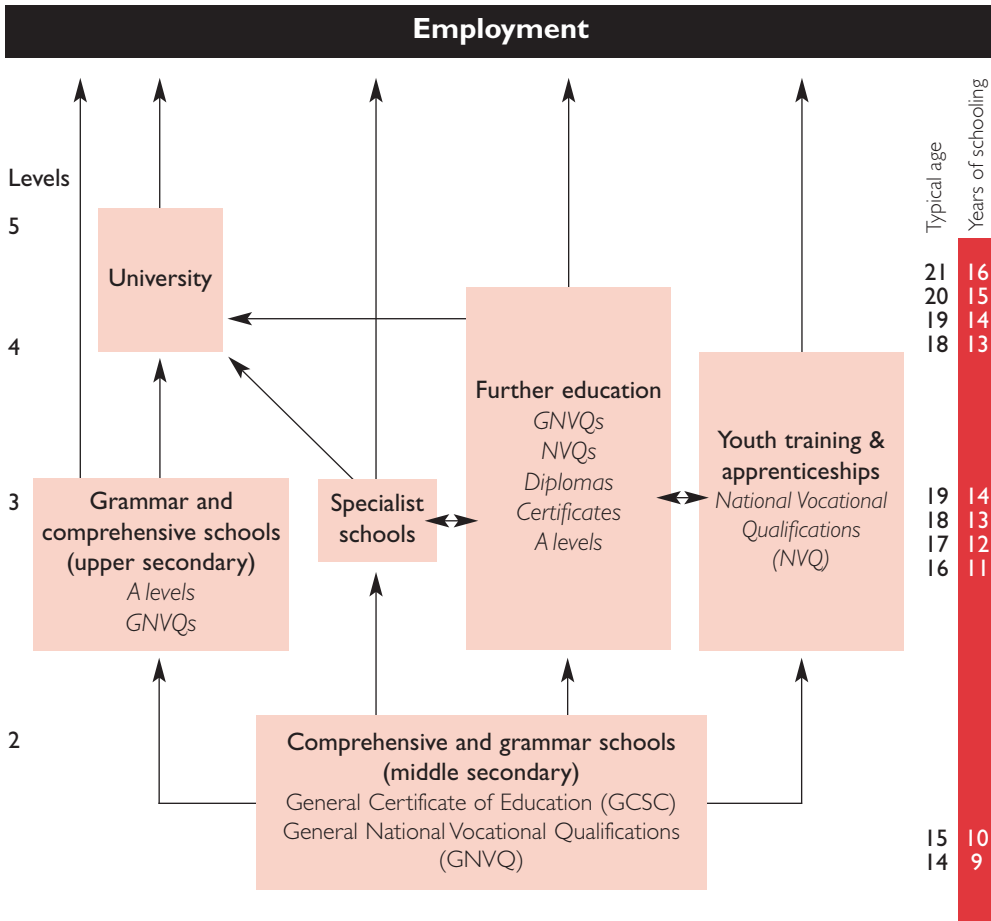 Employment
Typical age
Years of schooling
Levels
5
University
21 16
20 15
19 14
18 13
4
Further education
GNVQs
NVQs
Diplomas
Certificates
A levels
Youth training &
apprenticeships
National Vocational
Qualifications
(NVQ)
3
Grammar and
comprehensive schools
(upper secondary)
A levels
GNVQs
Specialist
schools
19 14
18 13
17 12
16 11
2
Comprehensive and grammar schools
(middle secondary)
General Certificate of Education (GCSC)
General National Vocational Qualifications
(GNVQ)
15 10
14 9